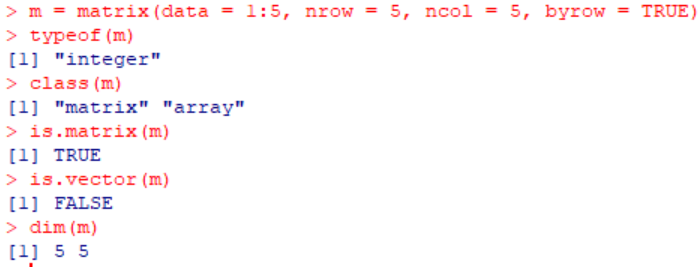 > m = matrix(data = 1:5, nrow = 5, ncol = 5, byrow = TRUE)
> typeof(m)
[1] "integer"
> class(m)
[1] "matrix" "array"
> is.matrix(m)
[1] TRUE
> is.vector(m)
[1] FALSE
> dim(m)
[1] 5 5